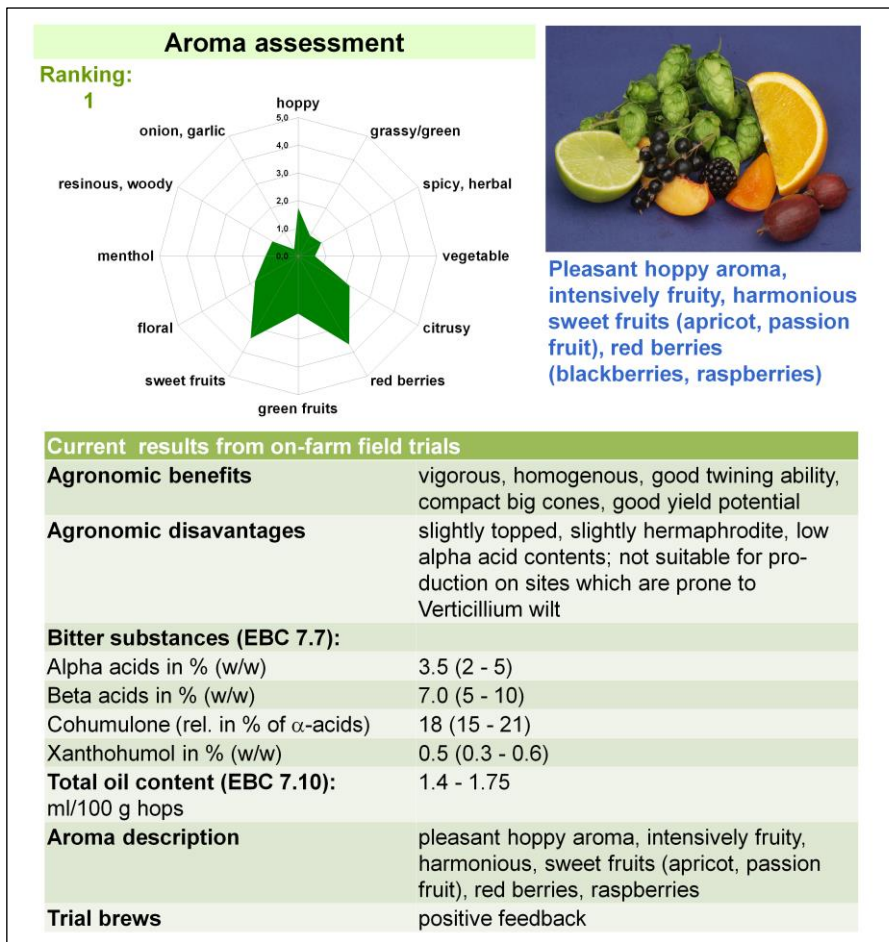 Aroma assessment
Ranking:
1
hoppy
5,0
4,0
3,0
2,0
1,0
0,0
grassy/green
spicy, herbal
vegetable
citrusy
red berries
green fruits
sweet fruits
floral
menthol
resinous, woody
onion, garlic
Pleasant hoppy aroma,
intensively fruity, harmonious
sweet fruits (apricot, passion
fruit), red berries
(blackberries, raspberries)
Current results from on-farm field trials
Agronomic benefits vigorous, homogenous, good twining ability,
compact big cones, good yield potential
Agronomic disavantages slightly topped, slightly hermaphrodite, low
alpha acid contents; not suitable for pro-
duction on sites which are prone to
Verticillium wilt
Bitter substances (EBC 7.7):
Alpha acids in % (w/w) 3.5 (2 - 5)
Beta acids in % (w/w) 7.0 (5 - 10)
Cohumulone (rel. in % of α-acids) 18 (15 - 21)
Xanthohumol in % (w/w) 0.5 (0.3 - 0.6)
Total oil content (EBC 7.10): 1.4 - 1.75
ml/100 g hops
Aroma description pleasant hoppy aroma, intensively fruity,
harmonious, sweet fruits (apricot, passion
fruit), red berries, raspberries
Trial brews positive feedback